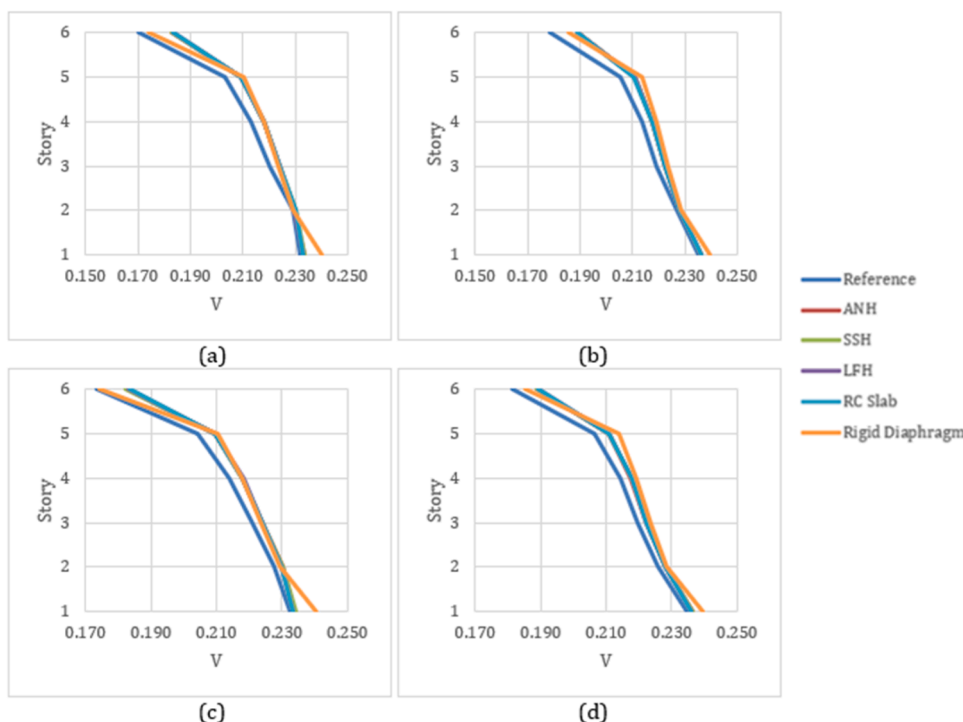 6
5
4
3
2
1
Story
0.150 0.170 0.190 0.210 0.230 0.250
V
(a)
6
5
4
3
2
1
Story
0.150 0.170 0.190 0.210 0.230 0.250
V
(b)
6
5
4
3
2
1
Story
0.170 0.190 0.210 0.230 0.250
V
(c)
6
5
4
3
2
1
Story
0.170 0.190 0.210 0.230 0.250
V
(d)
Reference
ANH
SSH
LFH
RC Slab
Rigid Diaphragm